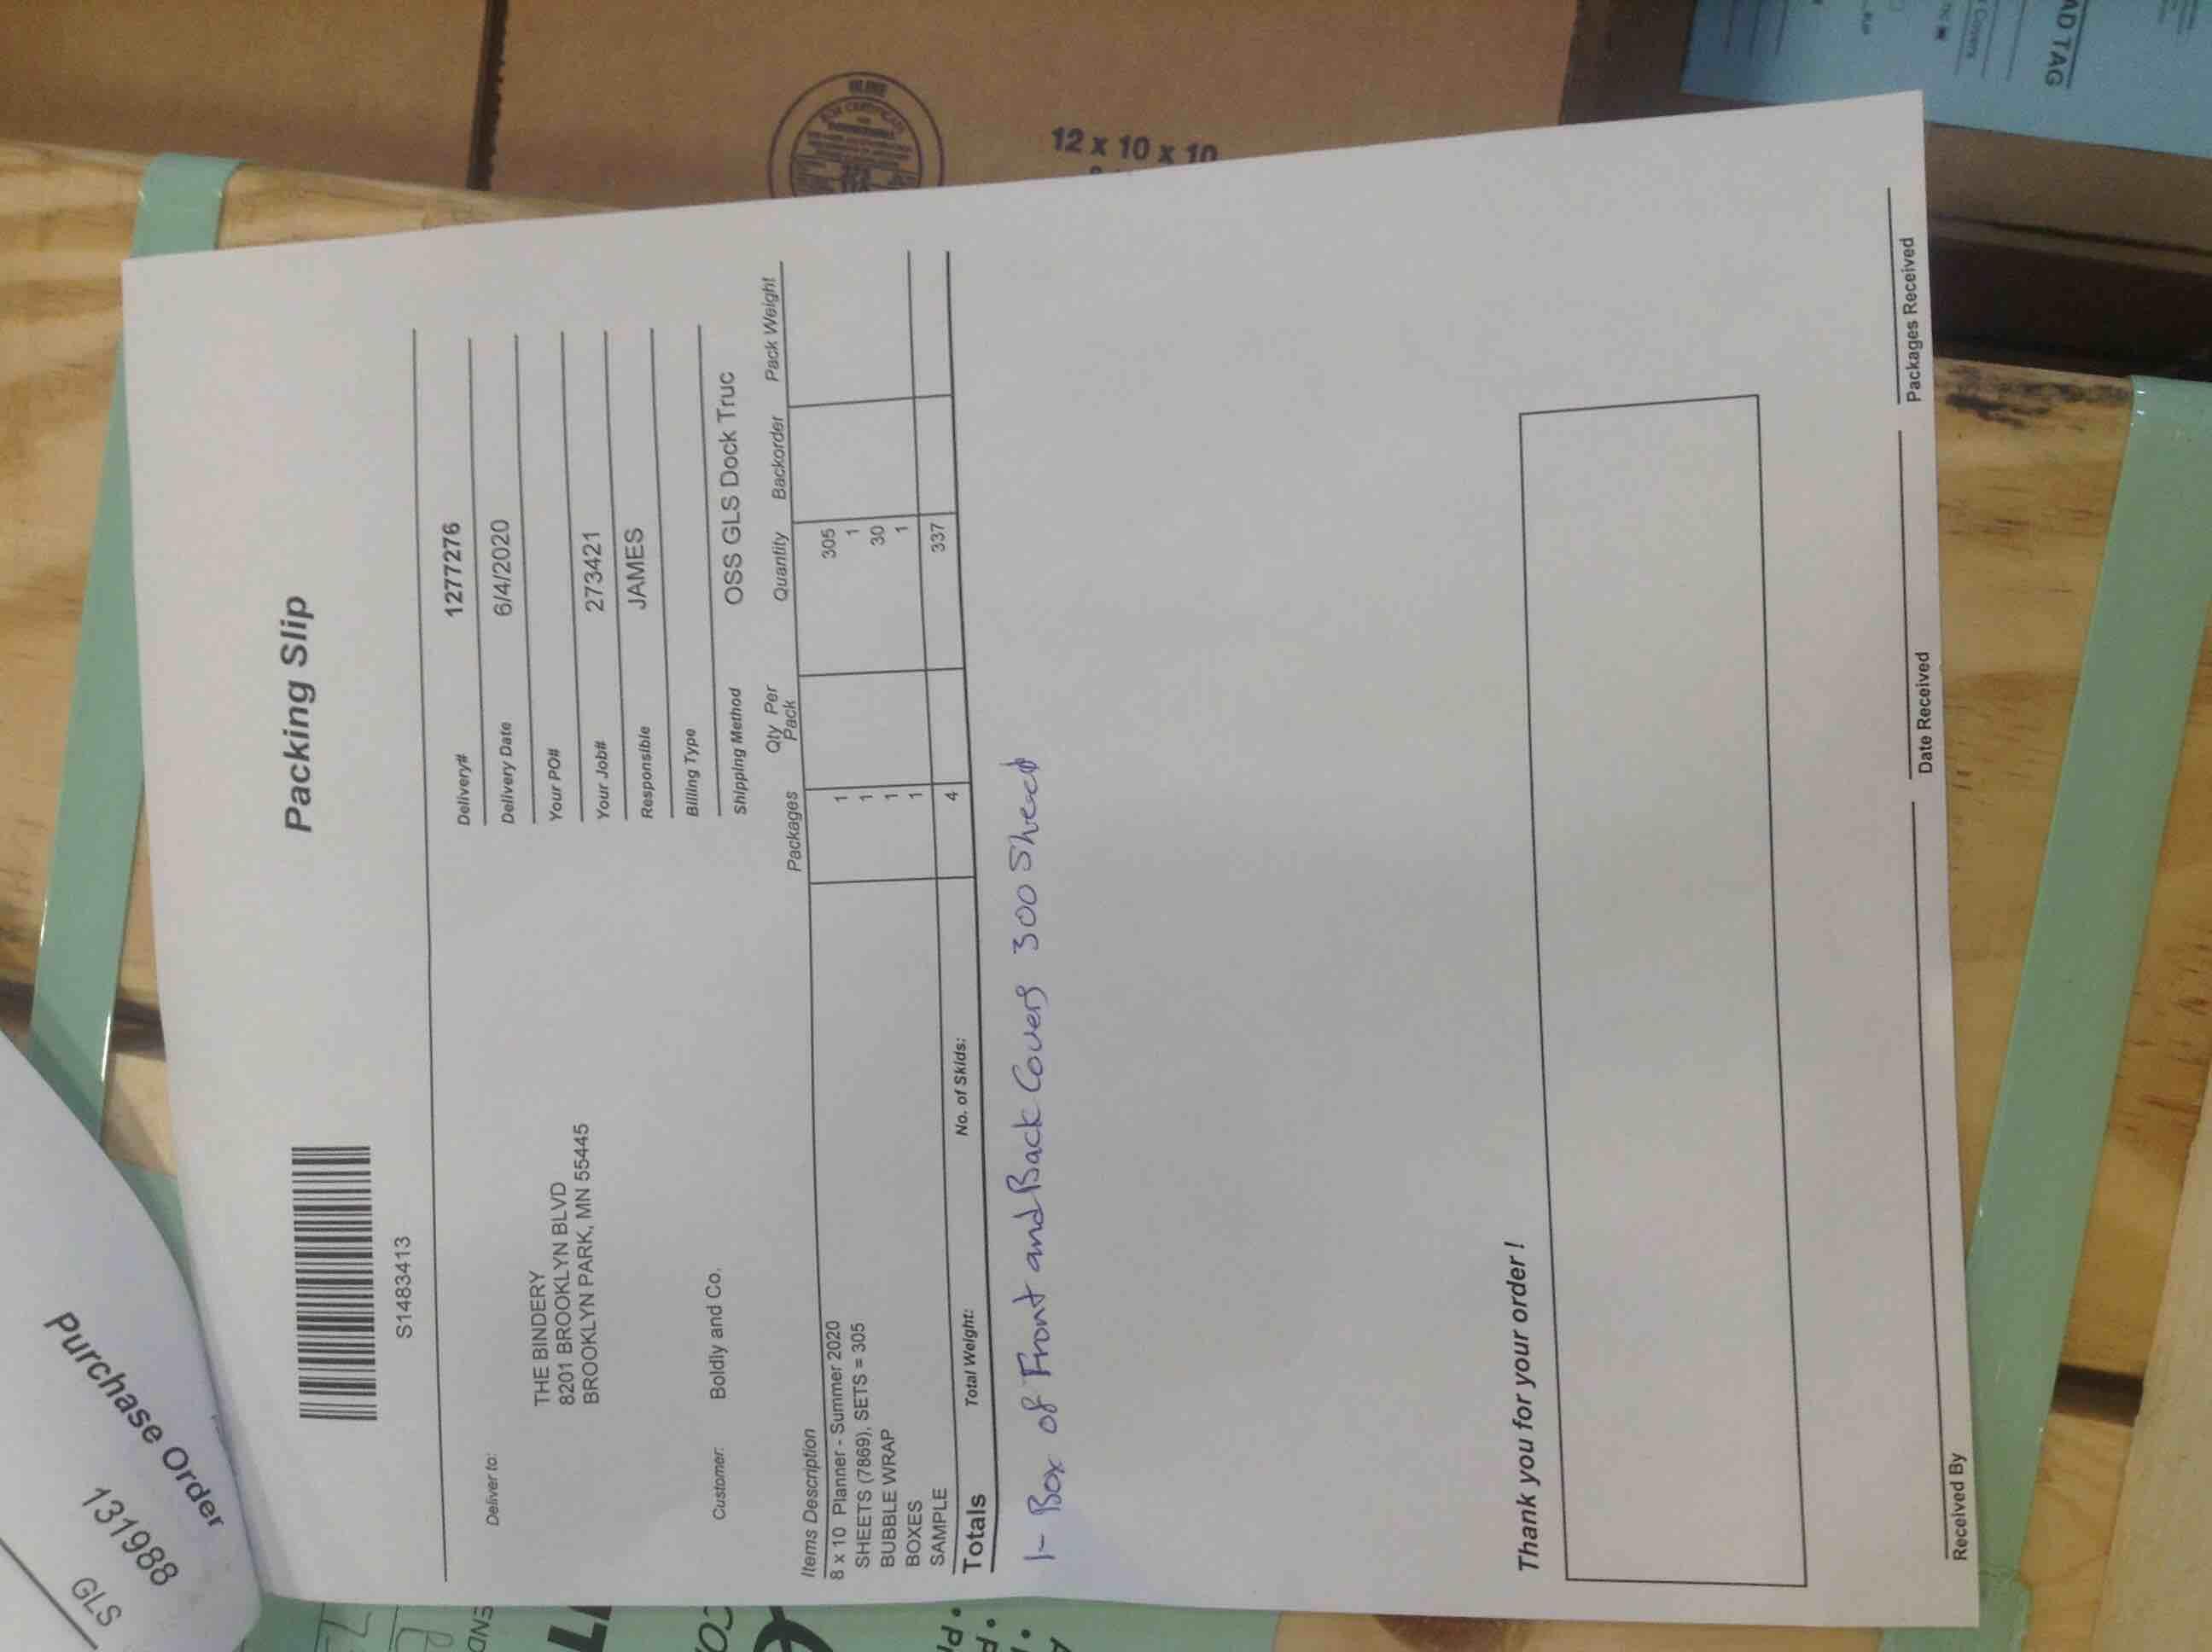 Packing Slip
S1483413
Delivery# 12772276
Delivery Date 6/4/2020
Your PO#
Your Job# 273421
Responsible JAMES
Billing Type
Shipping Method OSS GLS Dock Truc
Deliver to:
THE BINDERY
8201 BROOKLYN BLVD
BROOKLYN PARK, MN 55445
Customer: Boldly and Co.
Items Description Packages Qty Per Pack Quantity Backorder Pack Weight
8 x 10 Planner - Summer 2020
SHEETS (7869), SETS = 305 1 305
BUBBLE WRAP 1 1
BOXES 1 30
SAMPLE 1 1
Totals Total Weight: No. of Skids: 4 337
1- Box of Front and Back Covers 300 Sheets
Thank you for your order !
Received By Date Received Packages Received
Purchase Order
131988
GLS
12 x 10 x 10
AD TAG
Covers